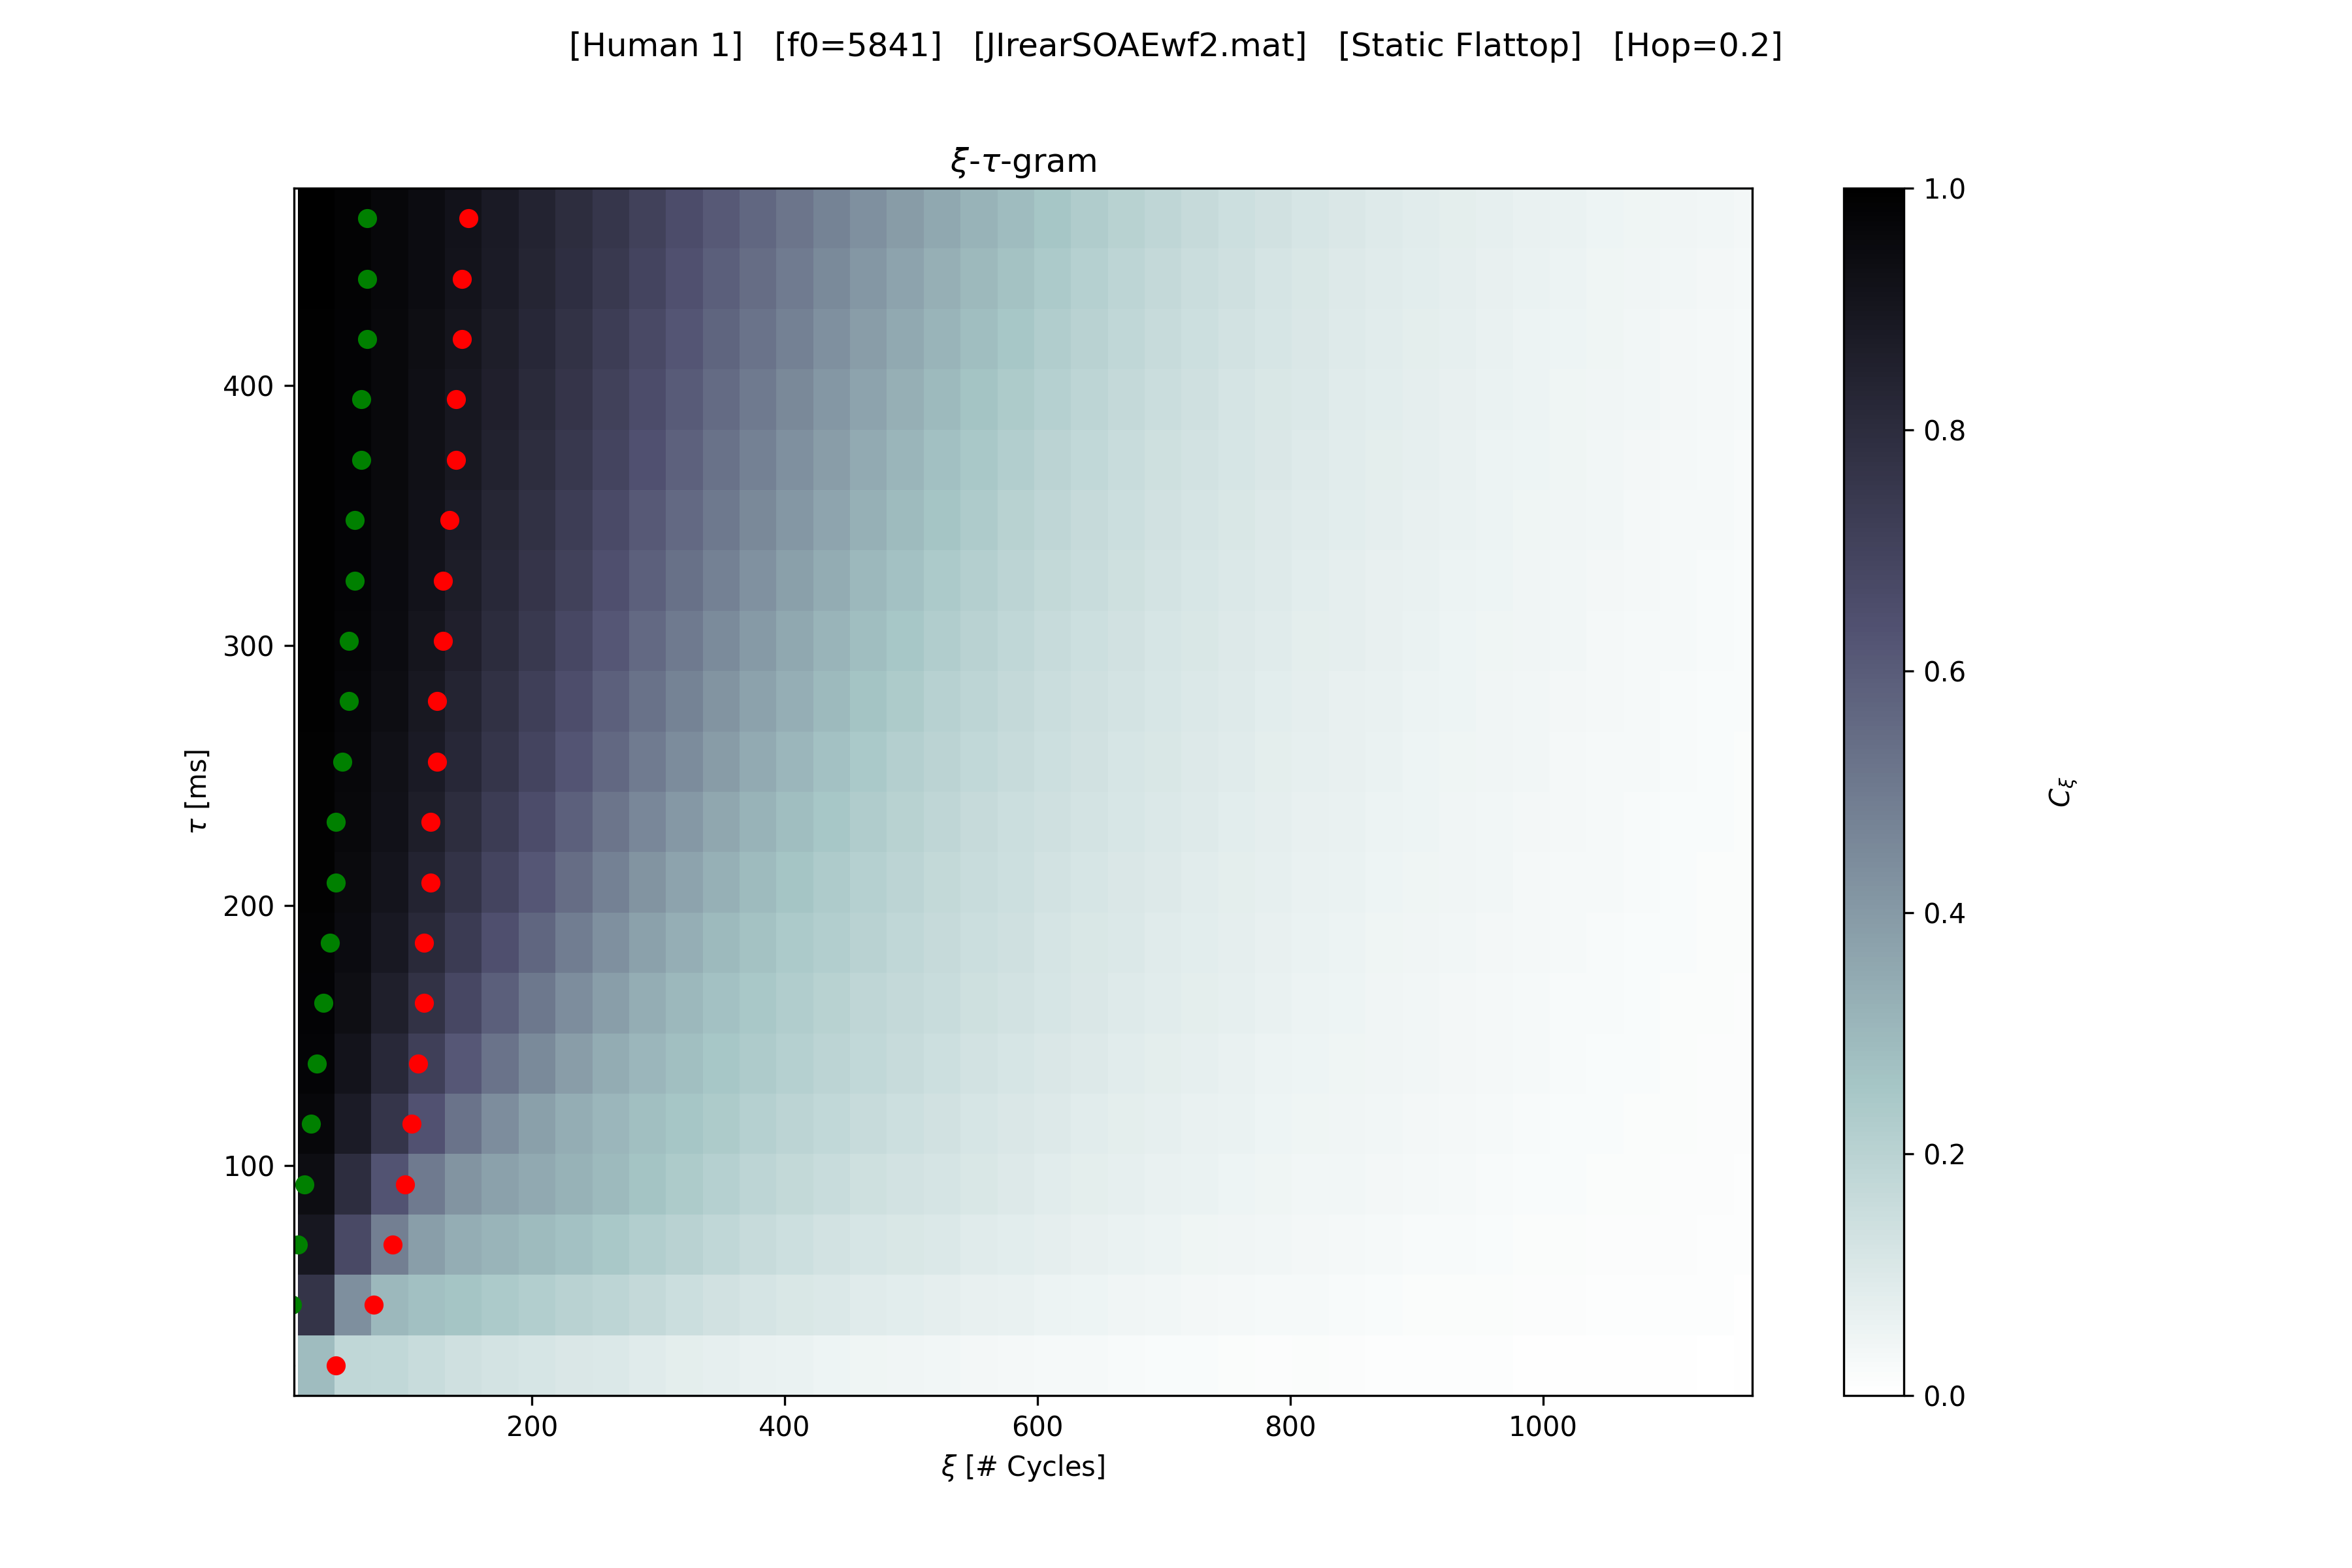 [Human 1]   [f0=5841]   [JIrearSOAEwf2.mat]   [Static Flattop]   [Hop=0.2]
ξ-τ-gram
τ [ms]
400
300
200
100
200 400 600 800 1000
ξ [# Cycles]
1.0
0.8
0.6
0.4
0.2
0.0
C_ξ